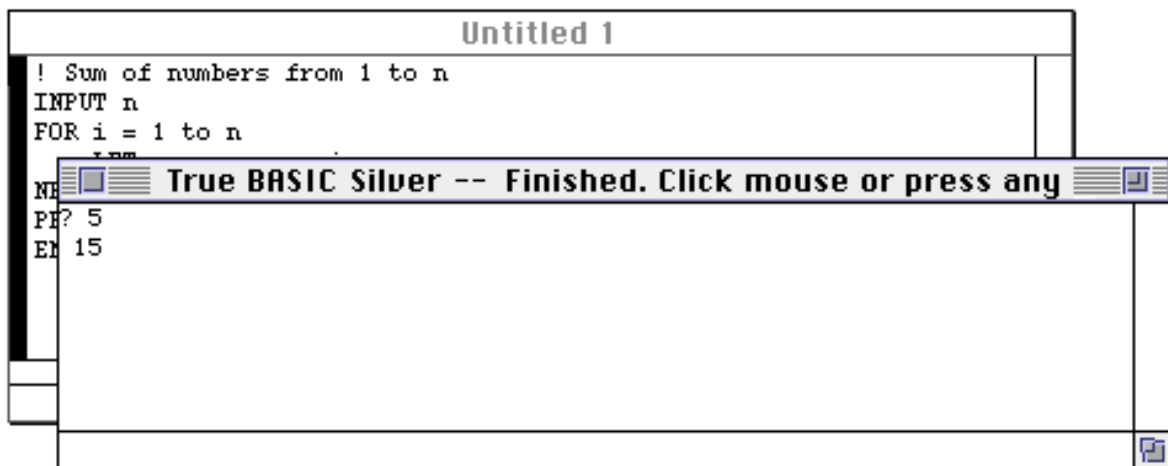 Untitled 1
! Sum of numbers from 1 to n
INPUT n
FOR i = 1 to n
True BASIC Silver -- Finished. Click mouse or press any
? 5
15